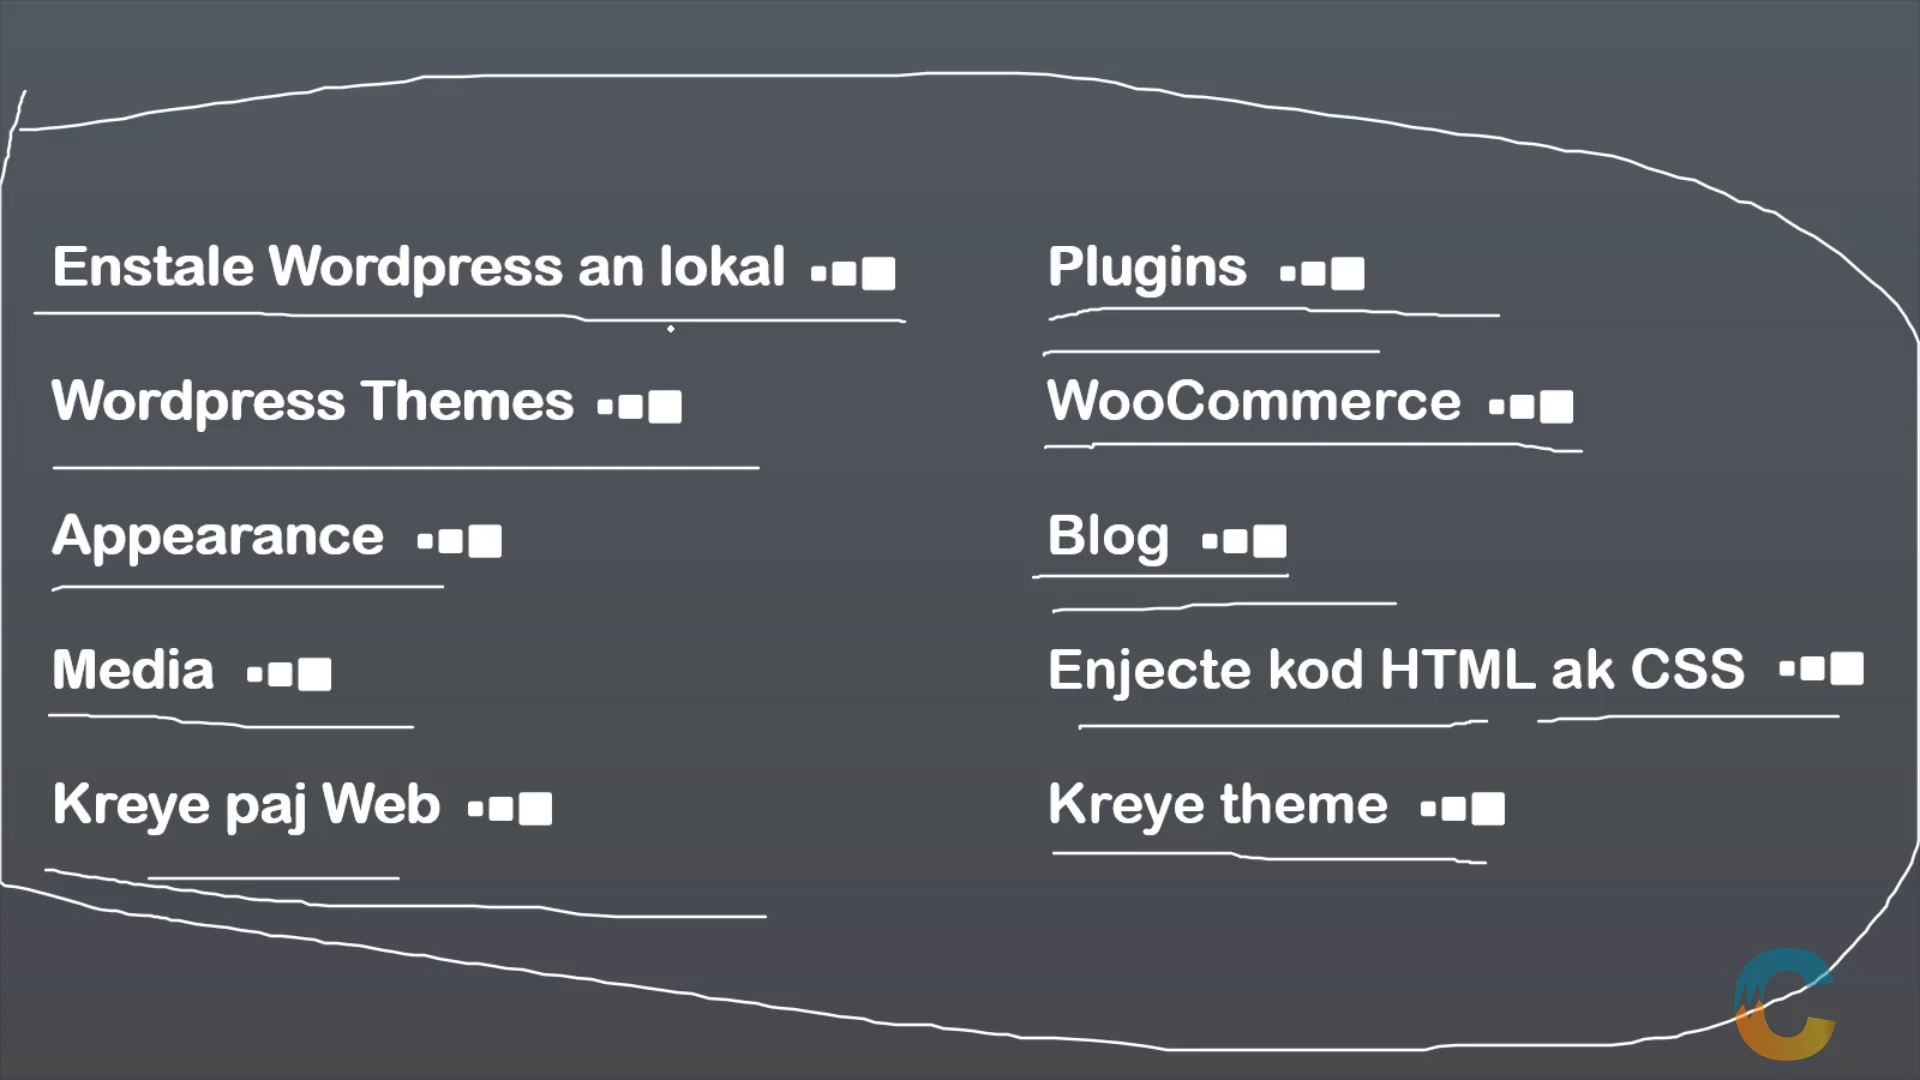 Enstale Wordpress an lokal
Wordpress Themes
Appearance
Media
Kreye paj Web
Plugins
WooCommerce
Blog
Enjecte kod HTML ak CSS
Kreye theme